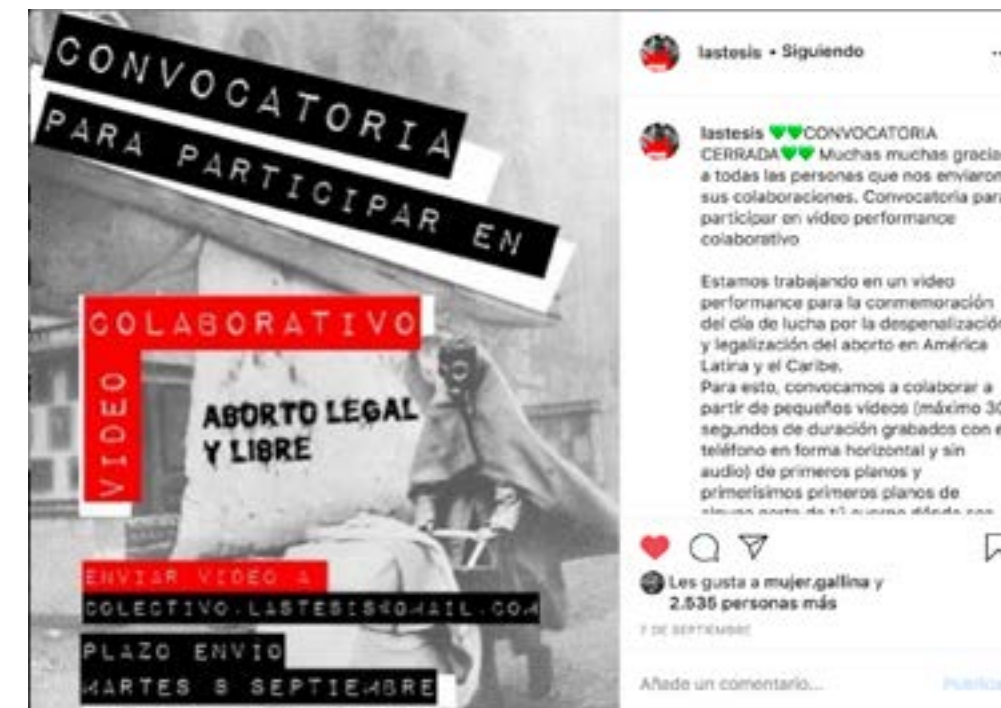 CONVOCATORIA
PARA PARTICIPAR EN
COLABORATIVO
VIDEO
ABORTO LEGAL
Y LIBRE
ENVIAR VIDEO A
COLECTIVO.LASTESIS@GMAIL.COM
PLAZO ENVIO
MARTES 8 SEPTIEMBRE
lastesis • Siguiendo
lastesis 💚💚CONVOCATORIA
CERRADA💚💚 Muchas muchas gracia
a todas las personas que nos enviaron
sus colaboraciones. Convocatoria para
participar en video performance
colaborativo
Estamos trabajando en un video
performance para la conmemoración
del día de lucha por la despenalización
y legalización del aborto en América
Latina y el Caribe.
Para esto, convocamos a colaborar a
partir de pequeños videos (máximo 30
segundos de duración grabados con e
teléfono en forma horizontal y sin
audio) de primeros planos y
primerísimos primeros planos de
Les gusta a mujer.gallina y
2.535 personas más
7 DE SEPTIEMBRE
Añade un comentario...